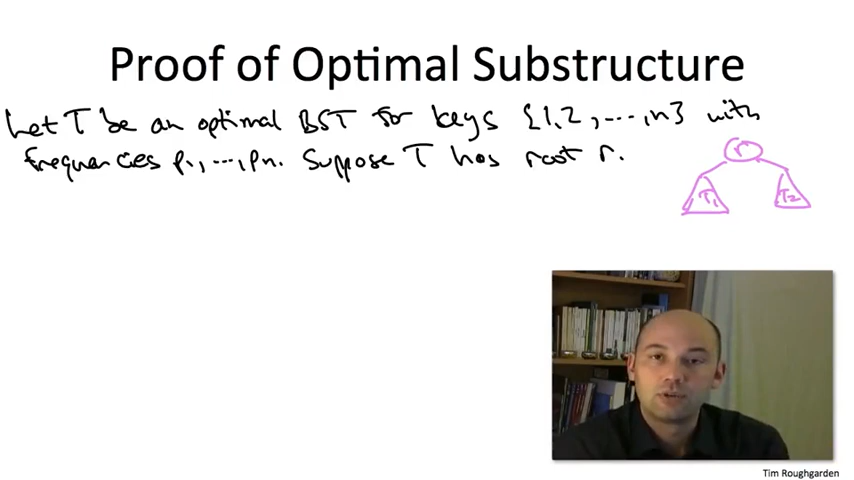 Proof of Optimal Substructure
Let T be an optimal BST for keys {1,2,...,n} with
frequencies p1,...,pn. Suppose T has root r.
r
T1 T2
Tim Roughgarden